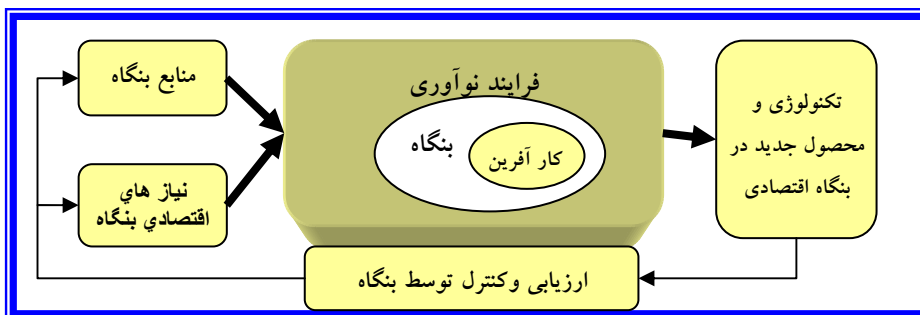 منابع بنگاه
نیاز هاي
اقتصادي بنگاه
فرایند نوآوری
بنگاه
کار آفرین
تکنولوژی و
محصول جدید در
بنگاه اقتصادی
ارزیابی وکنترل توسط بنگاه